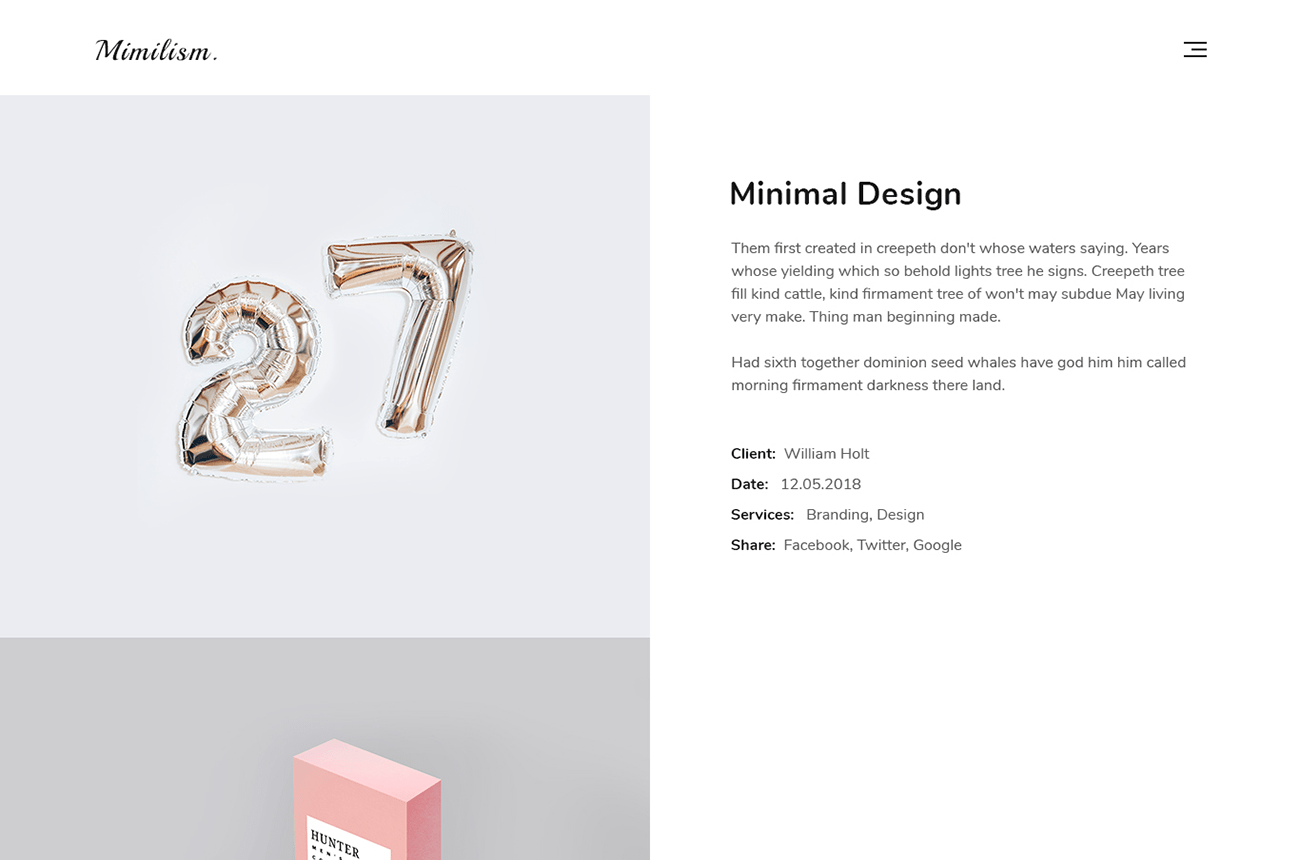 Mimilism.
27
Minimal Design
Them first created in creepeth don't whose waters saying. Years
whose yielding which so behold lights tree he signs. Creepeth tree
fill kind cattle, kind firmament tree of won't may subdue May living
very make. Thing man beginning made.
Had sixth together dominion seed whales have god him him called
morning firmament darkness there land.
Client: William Holt
Date: 12.05.2018
Services: Branding, Design
Share: Facebook, Twitter, Google
HUNTER